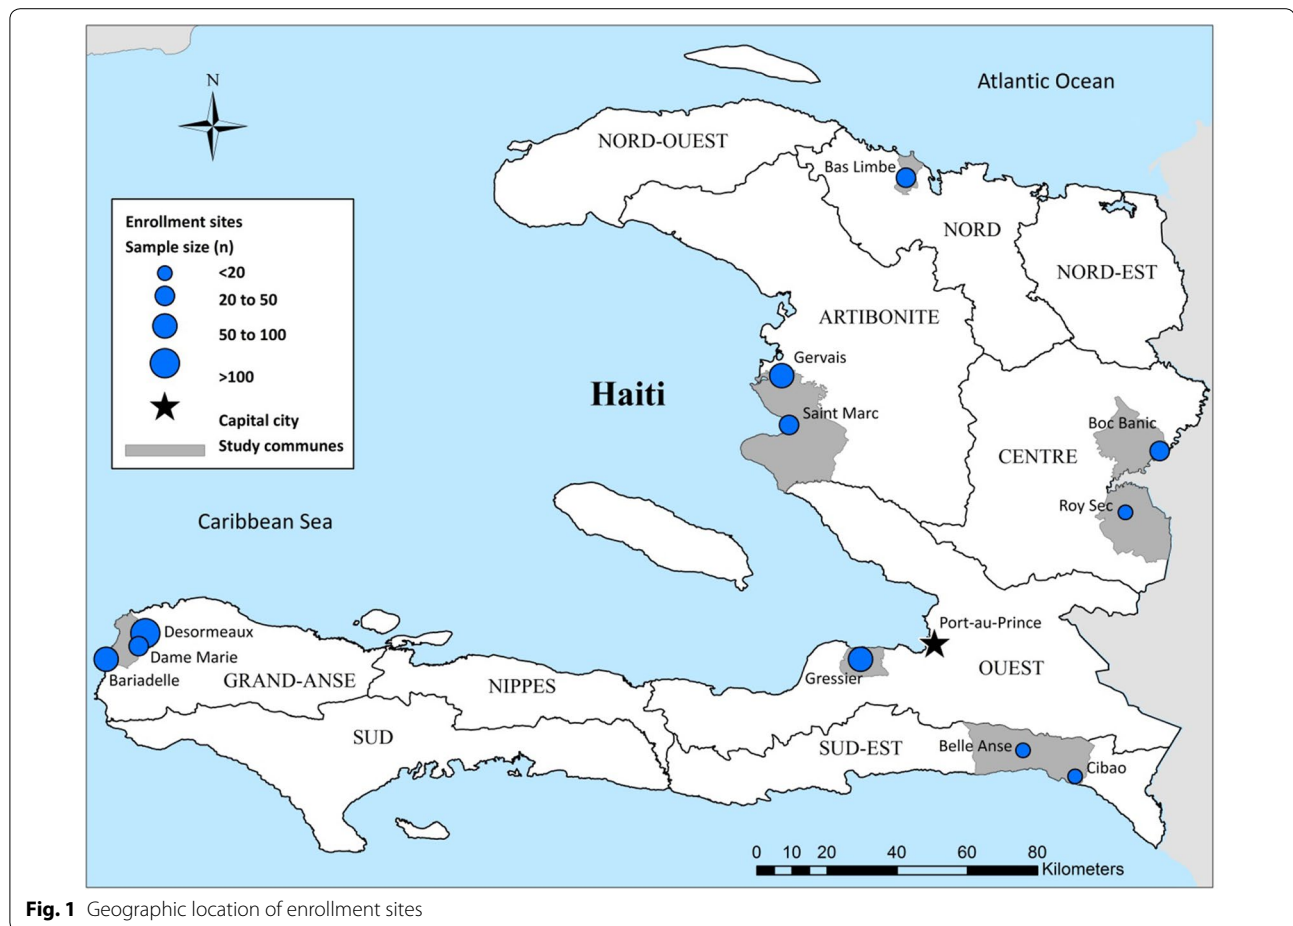 Atlantic Ocean
N
NORD-OUEST
Bas Limbe
NORD
NORD-EST
Enrollment sites
Sample size (n)
<20
20 to 50
50 to 100
>100
Capital city
Study communes
ARTIBONITE
Gervais
Haiti
Saint Marc
Boc Banic
CENTRE
Roy Sec
Caribbean Sea
Port-au-Prince
Desormeaux
Dame Marie
Bariadelle
GRAND-ANSE
NIPPES
Gressier
OUEST
SUD
SUD-EST
Belle Anse
Cibao
0 10 20 40 60 80
Kilometers
Fig. 1 Geographic location of enrollment sites